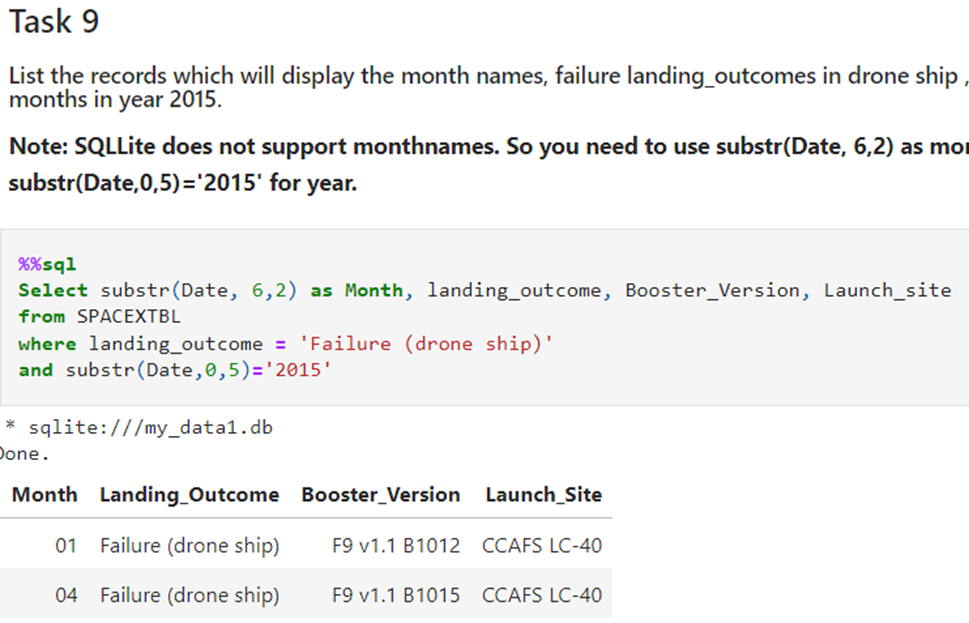 Task 9
List the records which will display the month names, failure landing_outcomes in drone ship ,
months in year 2015.
Note: SQLLite does not support monthnames. So you need to use substr(Date, 6,2) as
substr(Date,0,5)='2015' for year.
%%sql
Select substr(Date, 6,2) as Month, landing_outcome, Booster_Version, Launch_site
from SPACEXTBL
where landing_outcome = 'Failure (drone ship)'
and substr(Date,0,5)='2015'
* sqlite:///my_data1.db
Done.
Month Landing_Outcome Booster_Version Launch_Site
01 Failure (drone ship) F9 v1.1 B1012 CCAFS LC-40
04 Failure (drone ship) F9 v1.1 B1015 CCAFS LC-40